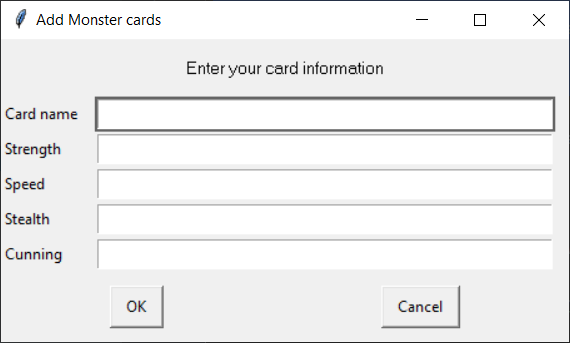 Add Monster cards
Enter your card information
Card name
Strength
Speed
Stealth
Cunning
OK Cancel